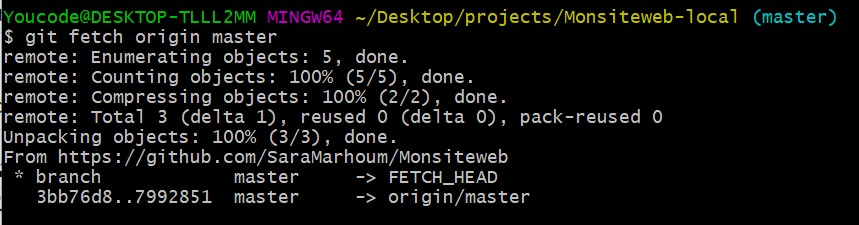 Youcode@DESKTOP-TLLL2MM MINGW64 ~/Desktop/projects/Monsiteweb-local (master)
$ git fetch origin master
remote: Enumerating objects: 5, done.
remote: Counting objects: 100% (5/5), done.
remote: Compressing objects: 100% (2/2), done.
remote: Total 3 (delta 1), reused 0 (delta 0), pack-reused 0
Unpacking objects: 100% (3/3), done.
From https://github.com/SaraMarhoum/Monsiteweb
 * branch            master     -> FETCH_HEAD
   3bb76d8..7992851  master     -> origin/master